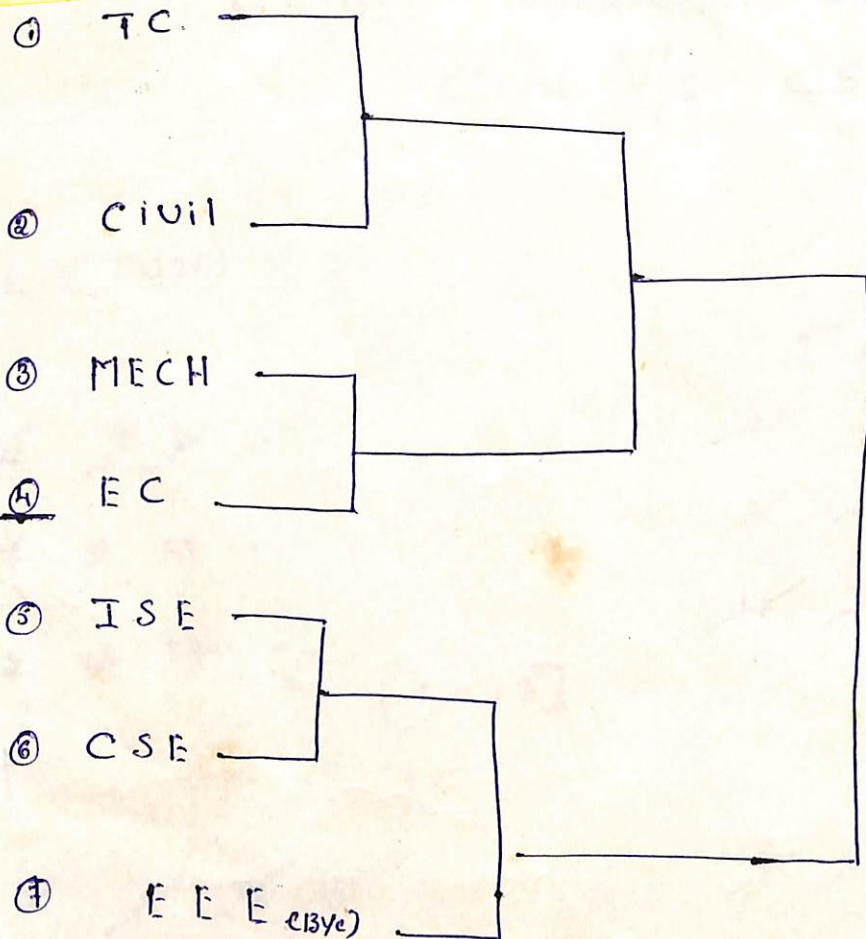 ① TC.
② Civil
③ MECH
④ EC
⑤ ISE
⑥ CSE
⑦ EEE (Bye)